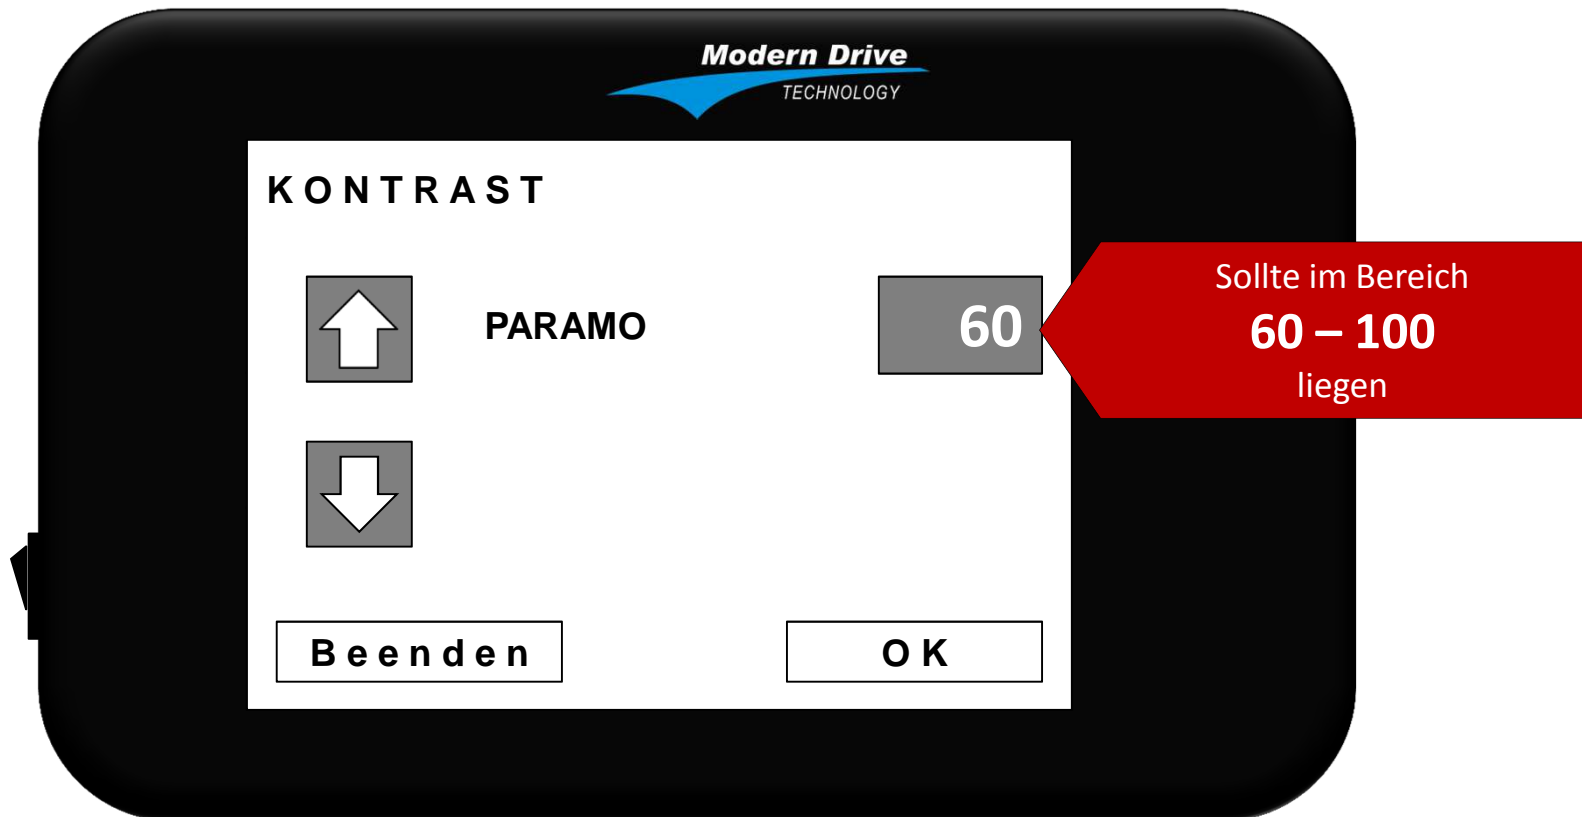 Modern Drive
TECHNOLOGY
KONTRAST
PARAMO
60
Sollte im Bereich
60 – 100
liegen
Beenden
OK